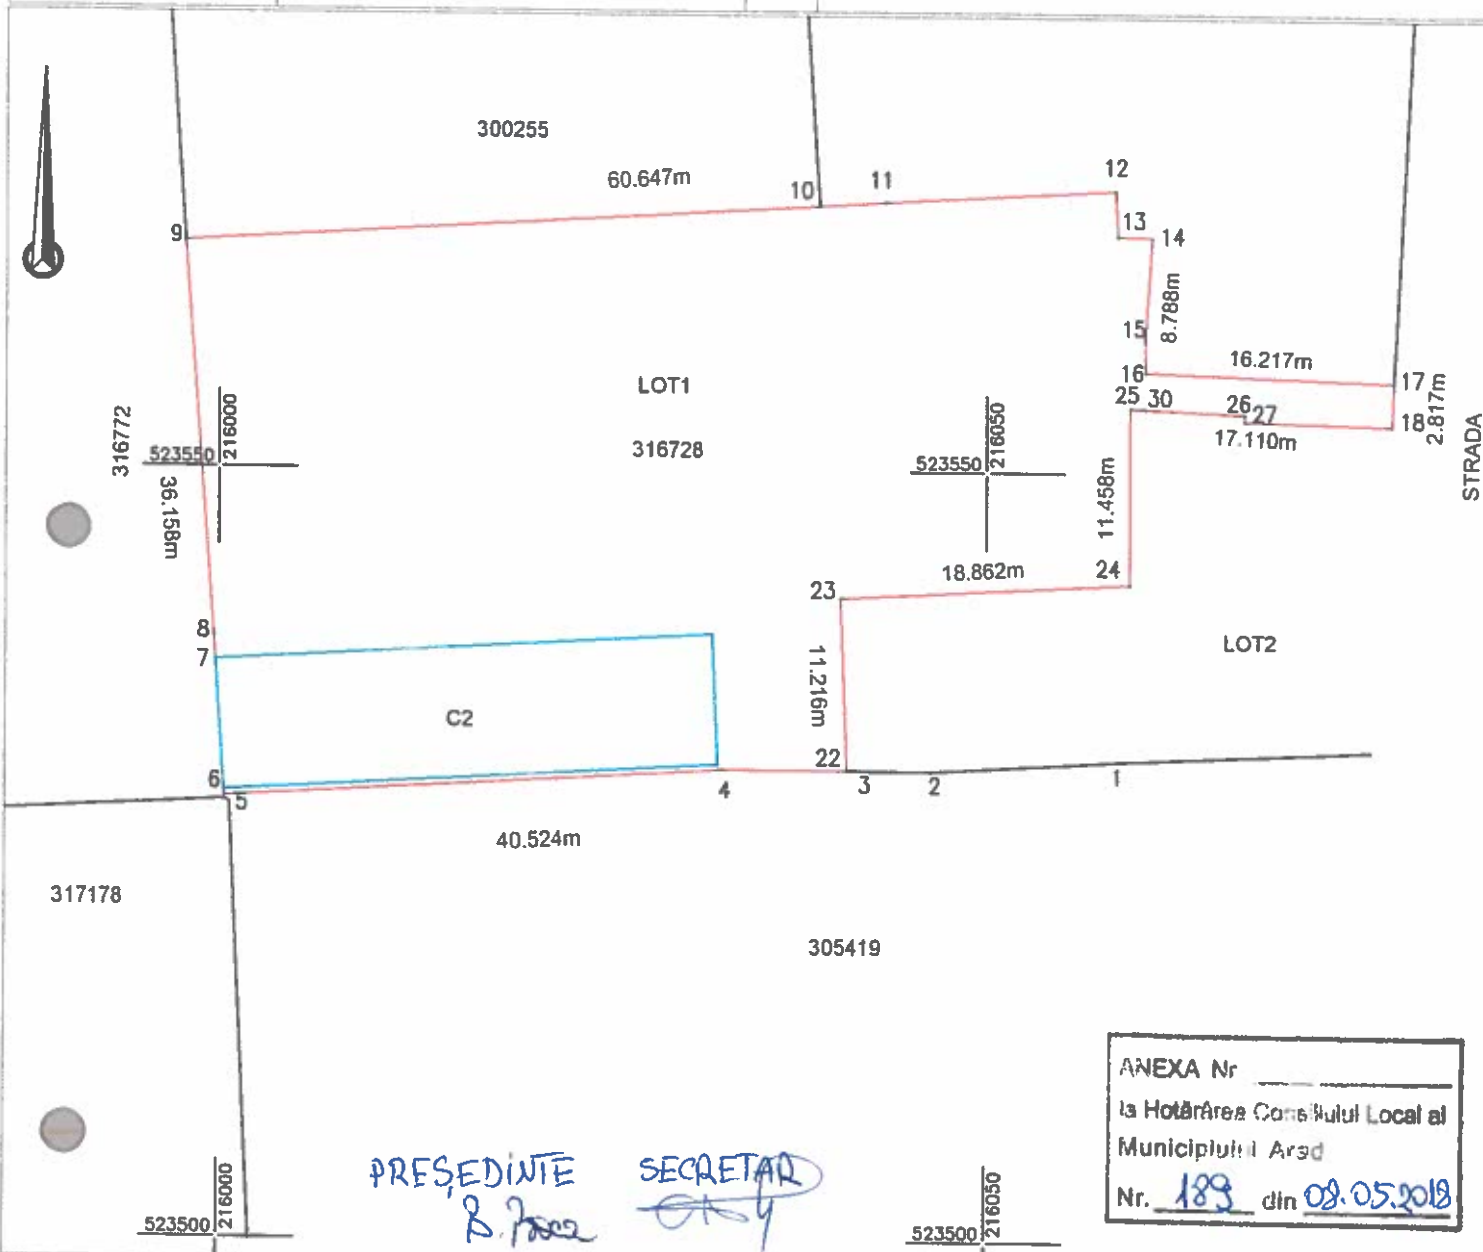 300255
60.647m
12
11
10
13
14
9
8.788m
15
16.217m
16
17
LOT1
25 30
26
27
18
2.817m
17.110m
STRADA
316772
523550
216000
316728
523550
216050
36.158m
11.458m
18.862m
24
23
8
7
LOT2
11.216m
C2
22
6
5
4
3
2
1
40.524m
317178
305419
ANEXA Nr
la Hotărârea Consiliului Local al
Municipiului Arad
Nr. 189 din 08.05.2018
PREȘEDINTE SECRETAR
523500
216000
523500
216050